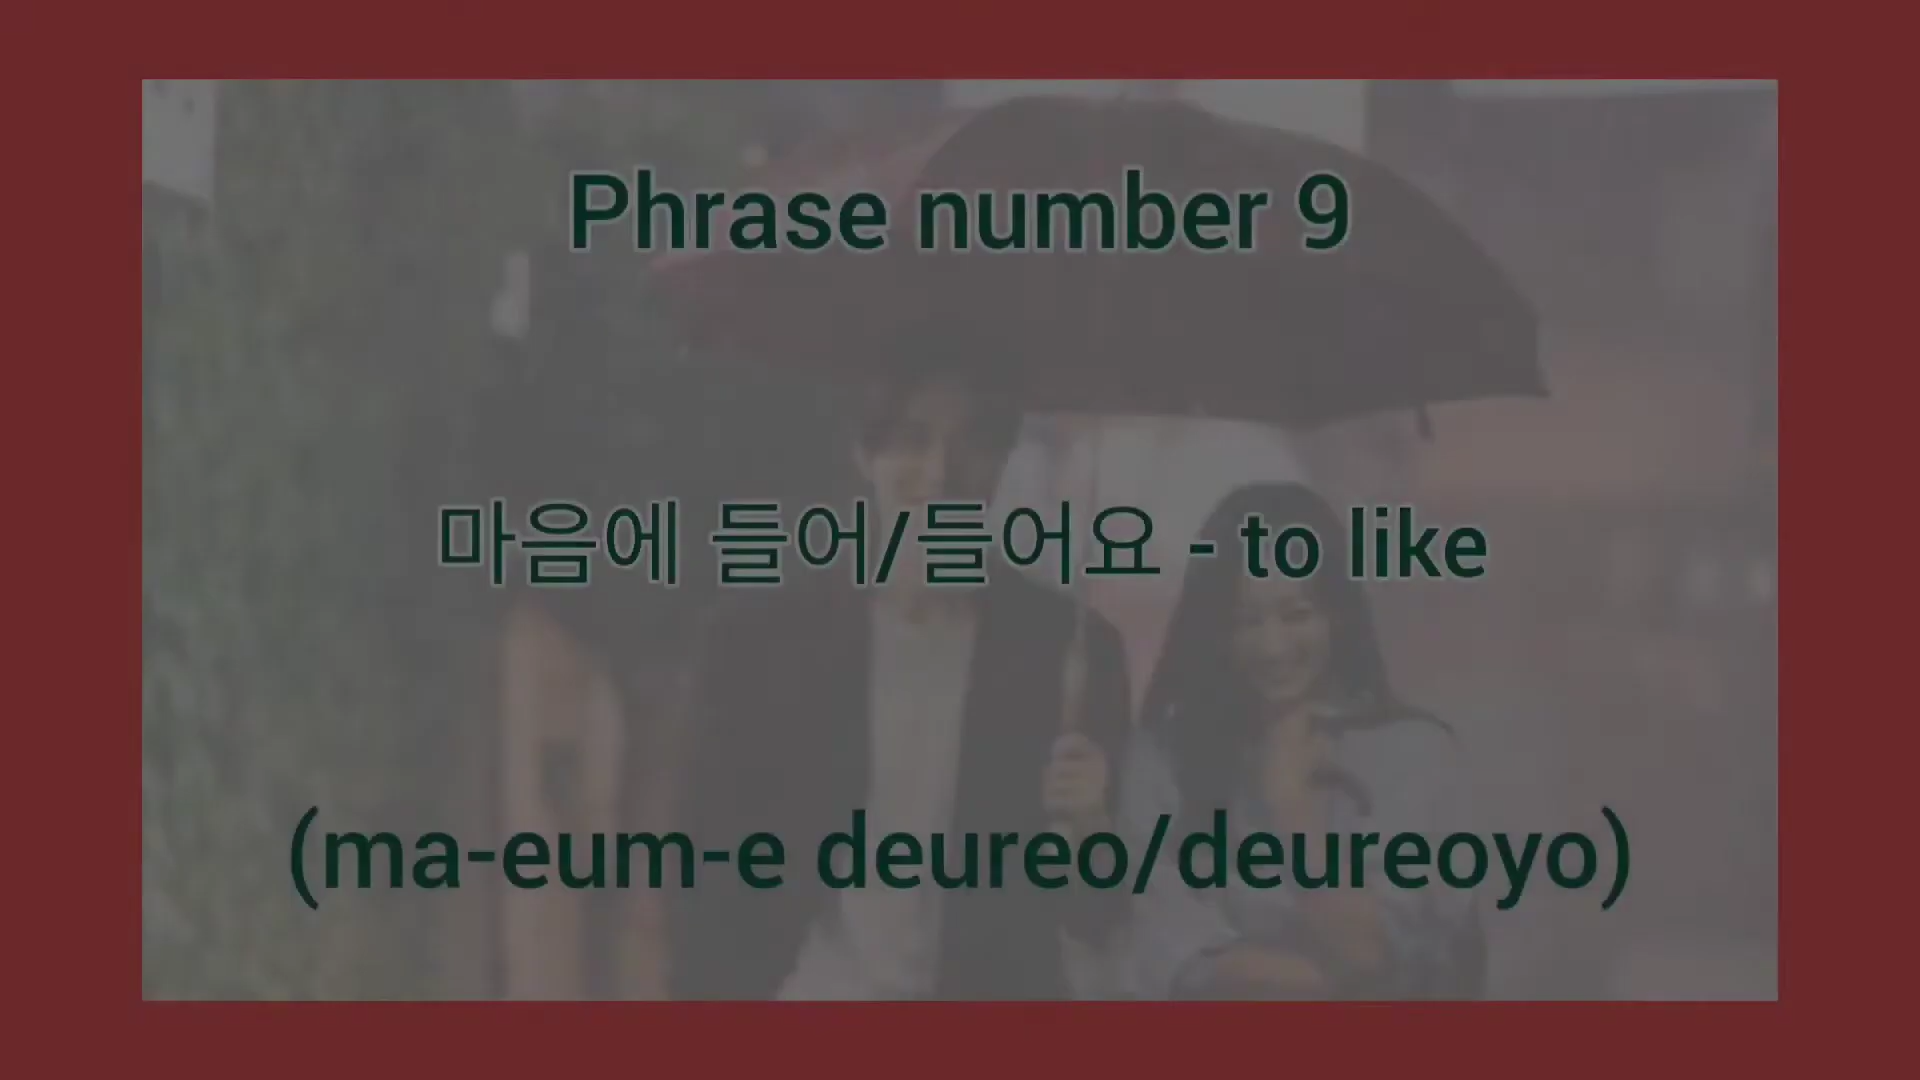 Phrase number 9
마음에 들어/들어요 - to like
(ma-eum-e deureo/deureoyo)